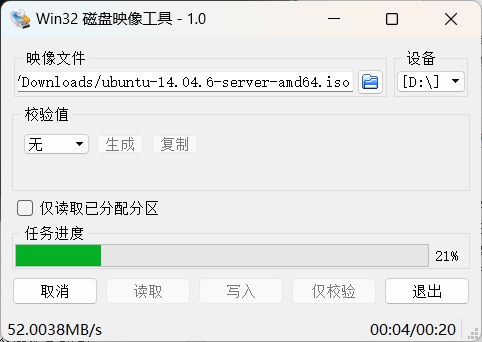 Win32 磁盘映像工具 - 1.0
映像文件
设备
/Downloads/ubuntu-14.04.6-server-amd64.iso
[D:\]
校验值
无
生成
复制
仅读取已分配分区
任务进度
21%
取消
读取
写入
仅校验
退出
52.0038MB/s
00:04/00:20